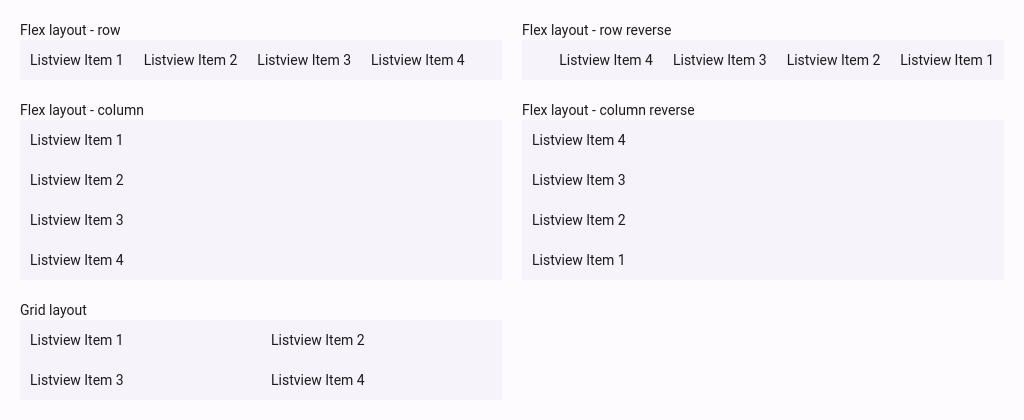 Flex layout - row
Listview Item 1 Listview Item 2 Listview Item 3 Listview Item 4
Flex layout - row reverse
Listview Item 4 Listview Item 3 Listview Item 2 Listview Item 1
Flex layout - column
Listview Item 1
Listview Item 2
Listview Item 3
Listview Item 4
Flex layout - column reverse
Listview Item 4
Listview Item 3
Listview Item 2
Listview Item 1
Grid layout
Listview Item 1 Listview Item 2
Listview Item 3 Listview Item 4